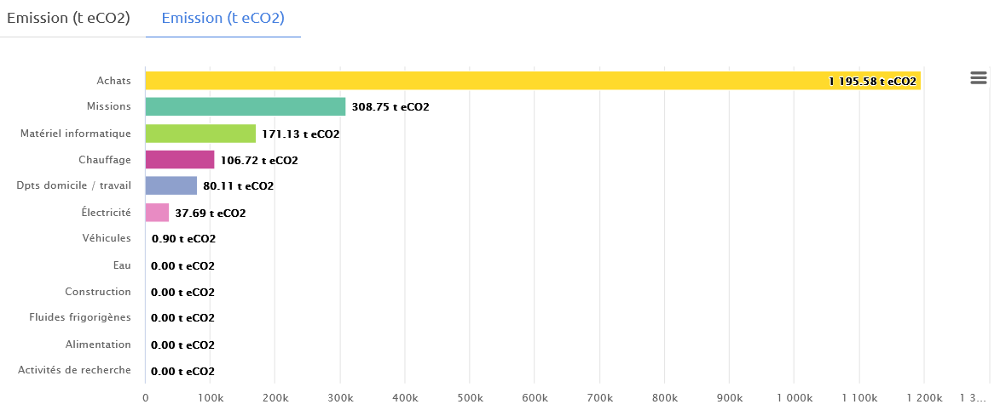 Emission (t eCO2) Emission (t eCO2)
Achats 1 195.58 t eCO2
Missions 308.75 t eCO2
Matériel informatique 171.13 t eCO2
Chauffage 106.72 t eCO2
Dpts domicile / travail 80.11 t eCO2
Électricité 37.69 t eCO2
Véhicules 0.90 t eCO2
Eau 0.00 t eCO2
Construction 0.00 t eCO2
Fluides frigorigènes 0.00 t eCO2
Alimentation 0.00 t eCO2
Activités de recherche 0.00 t eCO2
0 100k 200k 300k 400k 500k 600k 700k 800k 900k 1 000k 1 100k 1 200k 1 3...